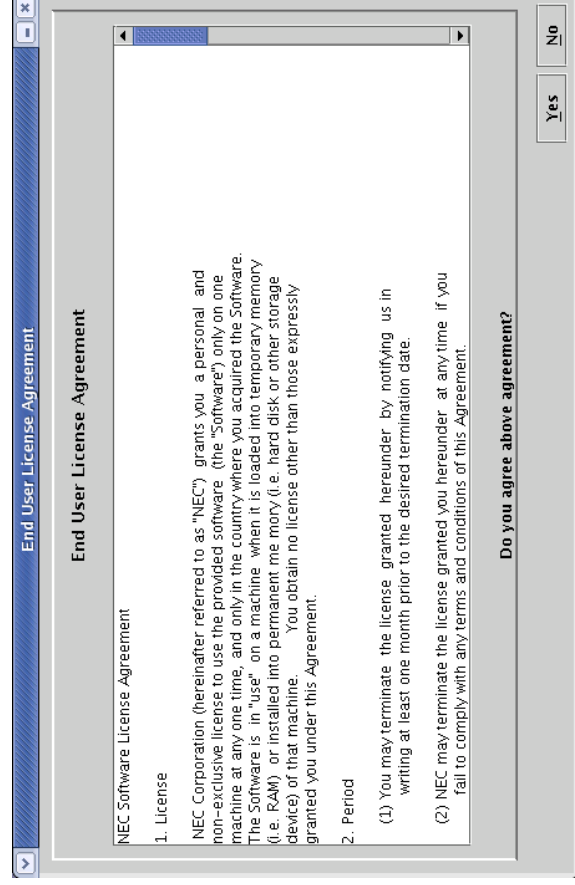 End User License Agreement
End User License Agreement
NEC Software License Agreement
1. License
NEC Corporation (hereinafter referred to as "NEC") grants you a personal and
non-exclusive license to use the provided software (the "Software") only on one
machine at any one time, and only in the country where you acquired the Software.
The Software is in "use" on a machine when it is loaded into temporary memory
(i.e. RAM) or installed into permanent me mory (i.e. hard disk or other storage
device) of that machine. You obtain no license other than those expressly
granted you under this Agreement.
2. Period
(1) You may terminate the license granted hereunder by notifying us in
writing at least one month prior to the desired termination date.
(2) NEC may terminate the license granted you hereunder at any time if you
fail to comply with any terms and conditions of this Agreement.
Do you agree above agreement?
Yes No